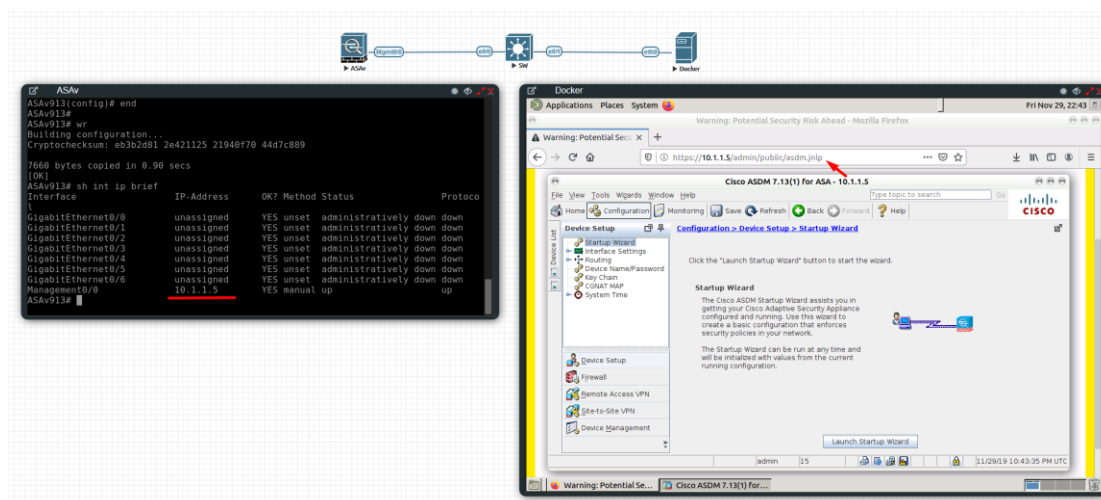 Mgmt0/0
e0/0
e0/1
eth0
ASAv
SW
Docker
ASAv
ASAv913(config)# end
ASAv913#
ASAv913# wr
Building configuration...
Cryptochecksum: eb3b2d81 2e421125 21940f70 44d7c889
7660 bytes copied in 0.90 secs
[OK]
ASAv913# sh int ip brief
Interface IP-Address OK? Method Status Protoco
l
GigabitEthernet0/0 unassigned YES unset administratively down down
GigabitEthernet0/1 unassigned YES unset administratively down down
GigabitEthernet0/2 unassigned YES unset administratively down down
GigabitEthernet0/3 unassigned YES unset administratively down down
GigabitEthernet0/4 unassigned YES unset administratively down down
GigabitEthernet0/5 unassigned YES unset administratively down down
GigabitEthernet0/6 unassigned YES unset administratively down down
Management0/0 10.1.1.5 YES manual up up
ASAv913#
Docker
Applications Places System Fri Nov 29, 22:43
Warning: Potential Security Risk Ahead - Mozilla Firefox
Warning: Potential Secu
https://10.1.1.5/admin/public/asdm.jnlp
Cisco ASDM 7.13(1) for ASA - 10.1.1.5
File View Tools Wizards Window Help Type topic to search Go
Home Configuration Monitoring Save Refresh Back Forward Help
CISCO
Device List
Device Setup
Configuration > Device Setup > Startup Wizard
Startup Wizard
Interface Settings
Routing
Device Name/Password
Key Chain
CGNAT MAP
System Time
Click the "Launch Startup Wizard" button to start the wizard.
Startup Wizard
The Cisco ASDM Startup Wizard assists you in
getting your Cisco Adaptive Security Appliance
configured and running. Use this wizard to
create a basic configuration that enforces
security policies in your network.
The Startup Wizard can be run at any time and
will be initialized with values from the current
running configuration.
Device Setup
Firewall
Remote Access VPN
Site-to-Site VPN
Device Management
Launch Startup Wizard
admin 15 11/29/19 10:43:35 PM UTC
Warning: Potential Se... Cisco ASDM 7.13(1) for...